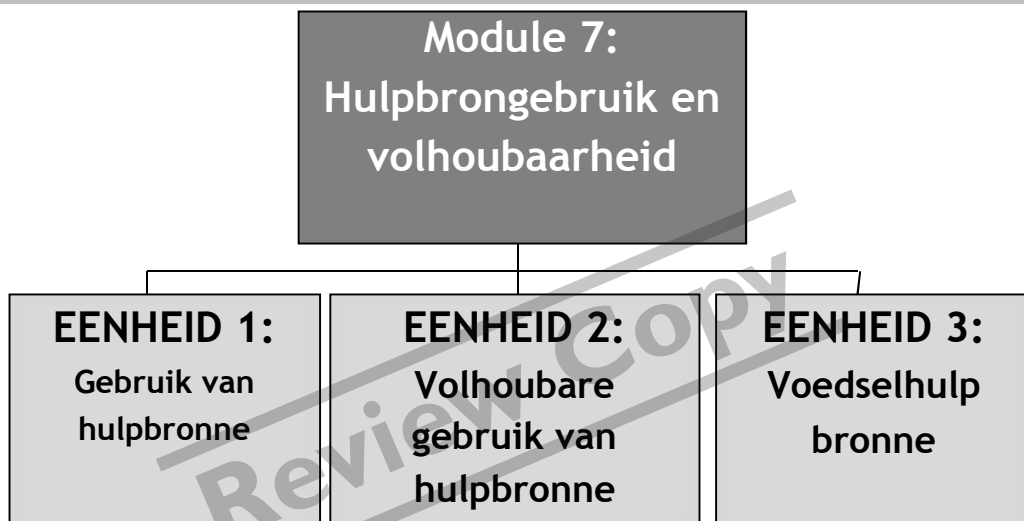 Module 7:
Hulpbrongebruik en
volhoubaarheid
EENHEID 1:
Gebruik van
hulpbronne
EENHEID 2:
Volhoubare
gebruik van
hulpbronne
EENHEID 3:
Voedselhulp
bronne
Review Copy